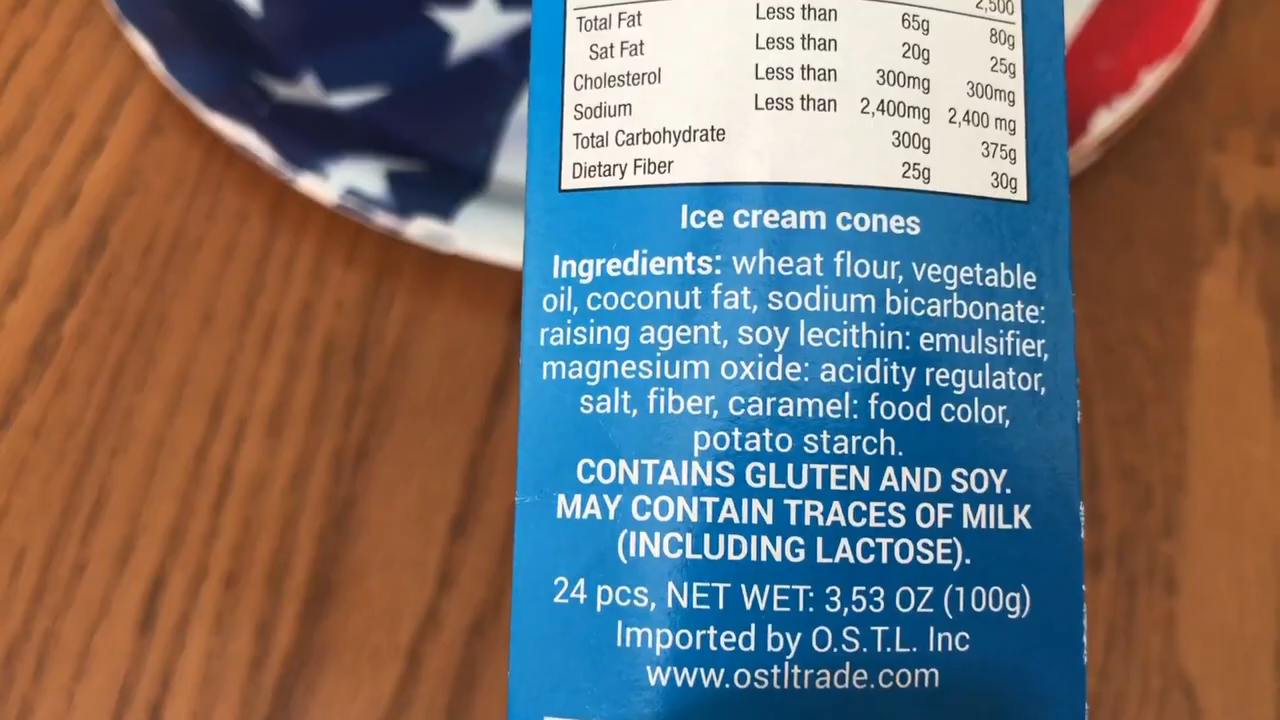 2,500
Total Fat Less than 65g 80g
Sat Fat Less than 20g 25g
Cholesterol Less than 300mg 300mg
Sodium Less than 2,400mg 2,400 mg
Total Carbohydrate 300g 375g
Dietary Fiber 25g 30g
Ice cream cones
Ingredients: wheat flour, vegetable
oil, coconut fat, sodium bicarbonate:
raising agent, soy lecithin: emulsifier,
magnesium oxide: acidity regulator,
salt, fiber, caramel: food color,
potato starch.
CONTAINS GLUTEN AND SOY.
MAY CONTAIN TRACES OF MILK
(INCLUDING LACTOSE).
24 pcs, NET WET: 3,53 OZ (100g)
Imported by O.S.T.L. Inc
www.ostltrade.com